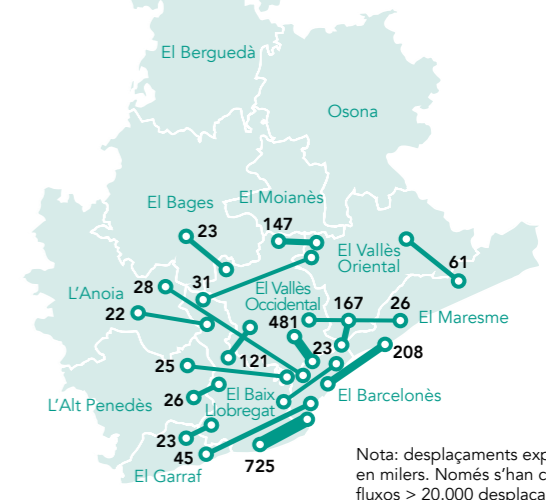 El Berguedà
Osona
El Bages
El Moianès
23
147
El Vallès
Oriental
61
L'Anoia
28
31
El Vallès
Occidental
167
26
22
481
El Maresme
23
208
25
121
26
El Baix
Llobregat
El Barcelonès
L'Alt Penedès
23
45
725
El Garraf
Nota: desplaçaments exp
en milers. Només s'han c
fluxos > 20.000 desplaça